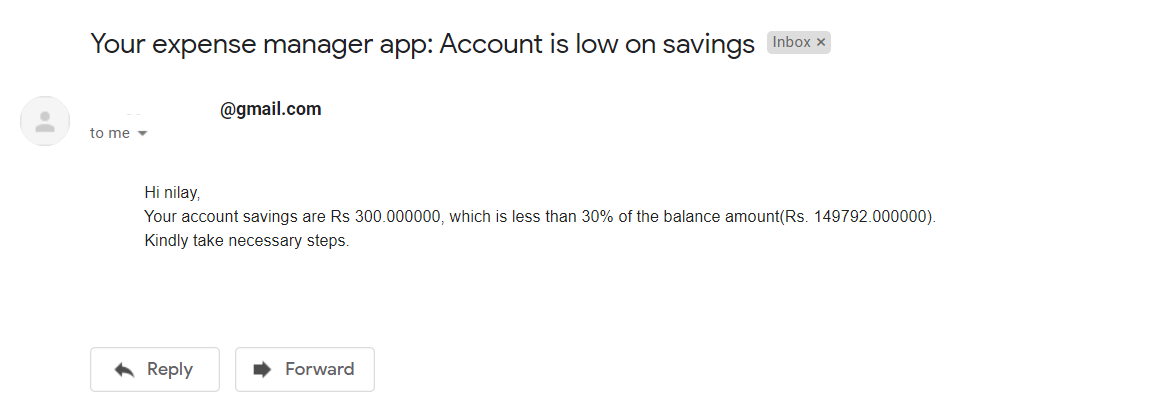 Your expense manager app: Account is low on savings Inbox ×
@gmail.com
to me
Hi nilay,
Your account savings are Rs 300.000000, which is less than 30% of the balance amount(Rs. 149792.000000).
Kindly take necessary steps.
Reply Forward